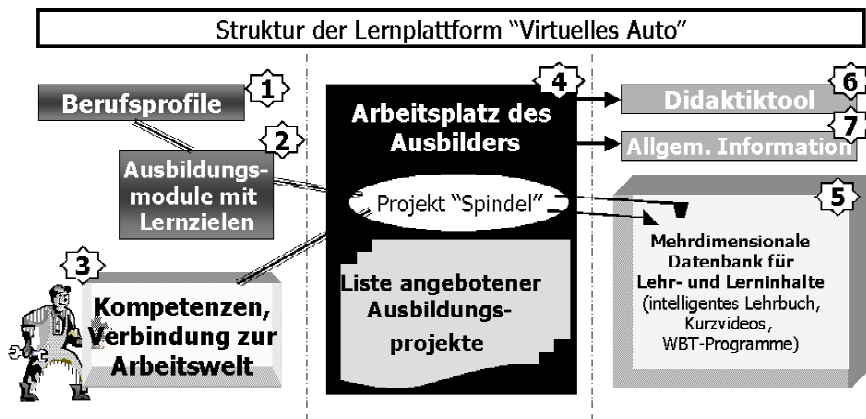 Struktur der Lernplattform “Virtuelles Auto”
1
Berufsprofile
2
Ausbildungs-
module mit
Lernzielen
3
Kompetenzen,
Verbindung zur
Arbeitswelt
4
Arbeitsplatz des
Ausbilders
Projekt “Spindel”
Liste angebotener
Ausbildungs-
projekte
6
Didaktiktool
7
Allgem. Information
5
Mehrdimensionale
Datenbank für
Lehr- und Lerninhalte
(intelligentes Lehrbuch,
Kurzvideos,
WBT-Programme)